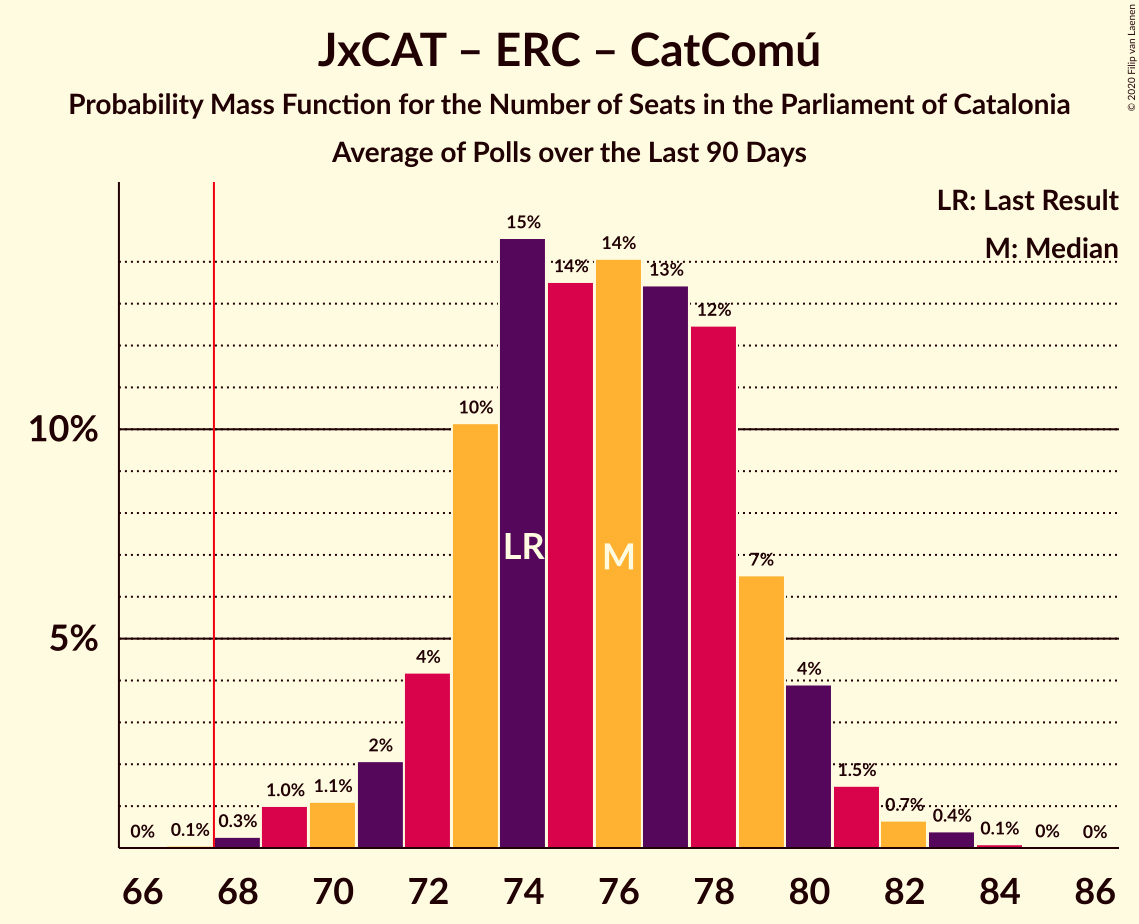 JxCAT – ERC – CatComú
Probability Mass Function for the Number of Seats in the Parliament of Catalonia
Average of Polls over the Last 90 Days
© 2020 Filip van Laenen
LR: Last Result
M: Median
10%
5%
0%
0.1%
0.3%
1.0%
1.1%
2%
4%
10%
15%
14%
14%
13%
12%
7%
4%
1.5%
0.7%
0.4%
0.1%
0%
0%
LR
M
66 68 70 72 74 76 78 80 82 84 86